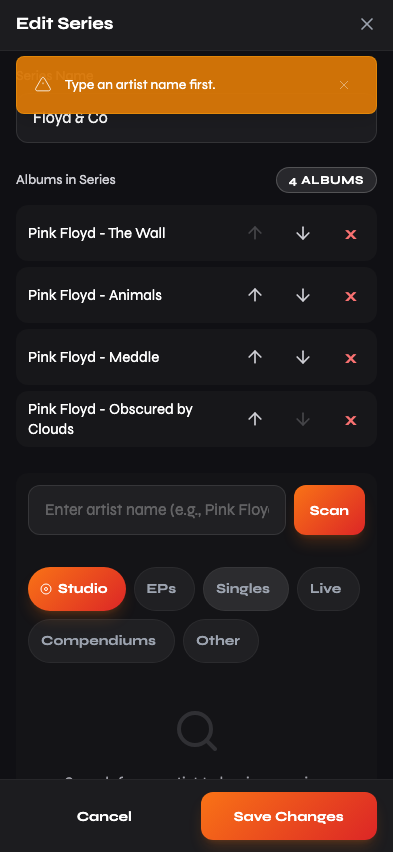 Edit Series
Series Name
Type an artist name first.
Floyd & Co
Albums in Series
4 ALBUMS
Pink Floyd - The Wall
x
Pink Floyd - Animals
x
Pink Floyd - Meddle
x
Pink Floyd - Obscured by
Clouds
x
Enter artist name (e.g., Pink Floy
Scan
Studio
EPs
Singles
Live
Compendiums
Other
Cancel
Save Changes